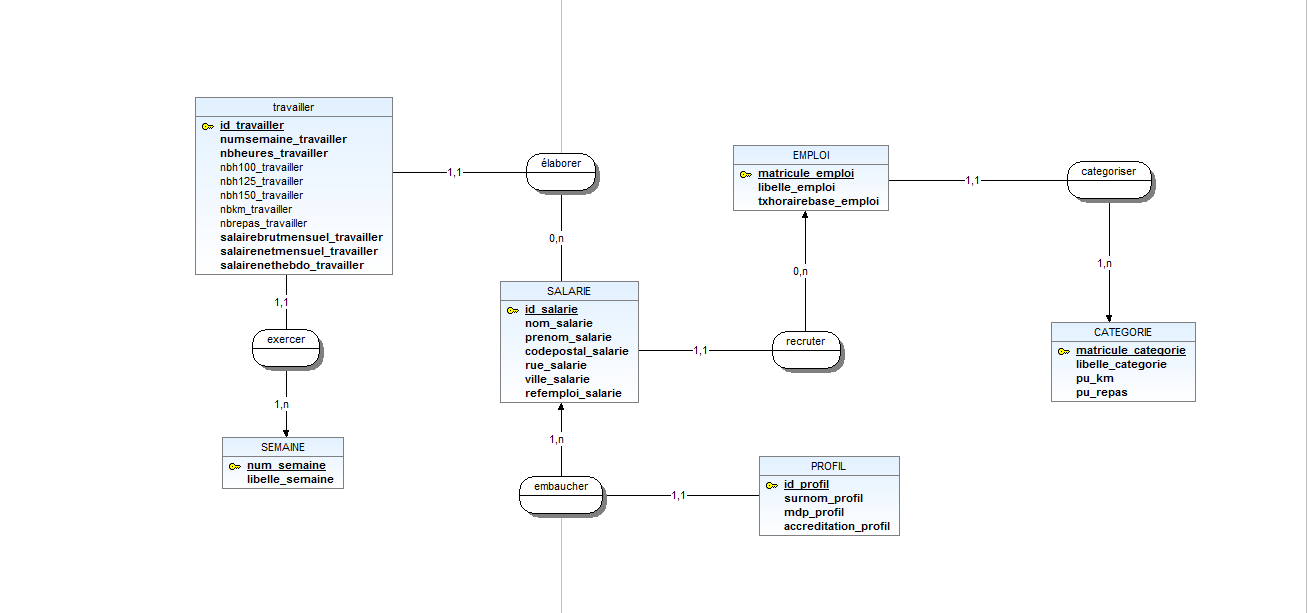 travailler
id_travailler
numsemaine_travailler
nbheures_travailler
nbh100_travailler
nbh125_travailler
nbh150_travailler
nbkm_travailler
nbrepas_travailler
salairebrutmensuel_travailler
salairenetmensuel_travailler
salairenethebdo_travailler
1,1
élaborer
0,n
1,1
exercer
1,n
SEMAINE
num_semaine
libelle_semaine
SALARIE
id_salarie
nom_salarie
prenom_salarie
codepostal_salarie
rue_salarie
ville_salarie
refemploi_salarie
1,1
recruter
0,n
EMPLOI
matricule_emploi
libelle_emploi
txhorairebase_emploi
1,1
categoriser
1,n
CATEGORIE
matricule_categorie
libelle_categorie
pu_km
pu_repas
1,n
embaucher
1,1
PROFIL
id_profil
surnom_profil
mdp_profil
accreditation_profil